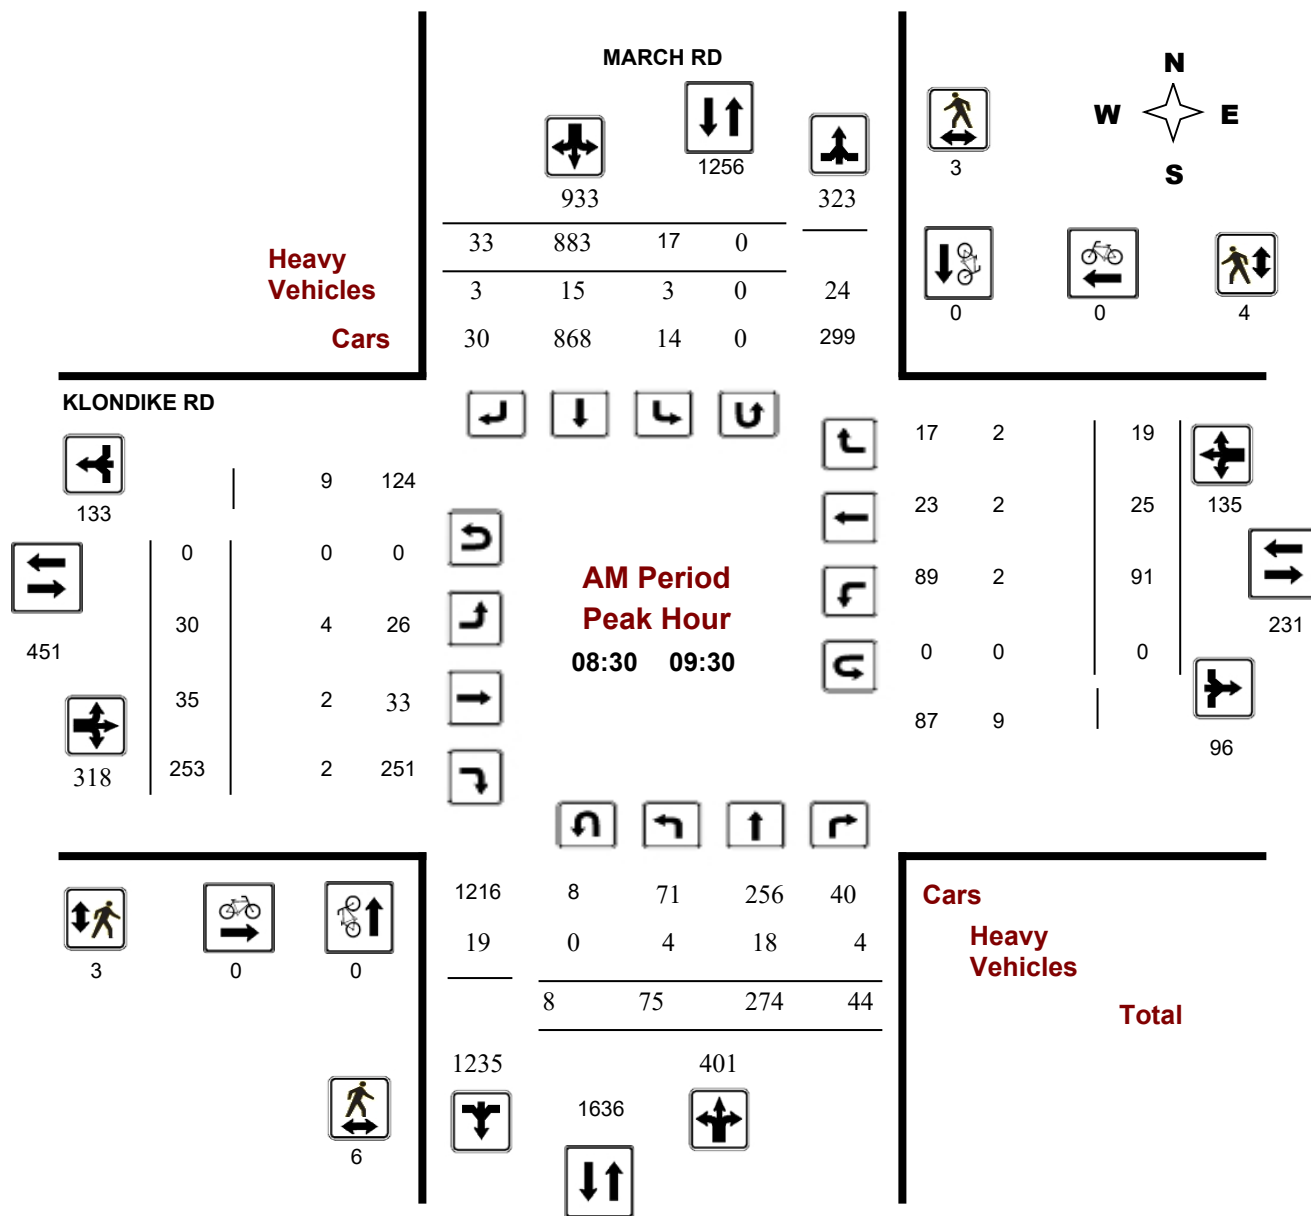 MARCH RD
N
W E
S
1256
3
933 323
33 883 17 0
Heavy
Vehicles 3 15 3 0 24
Cars 30 868 14 0 299
0 0 4
KLONDIKE RD
17 2 19
9 124
133
23 2 25 135
0 0 0
AM Period
Peak Hour
08:30 09:30
89 2 91
30 4 26
451
231
0 0 0
35 2 33
87 9
96
318 253 2 251
1216 8 71 256 40 Cars
19 0 4 18 4 Heavy
Vehicles
3 0 0
8 75 274 44 Total
1235 401
1636
6